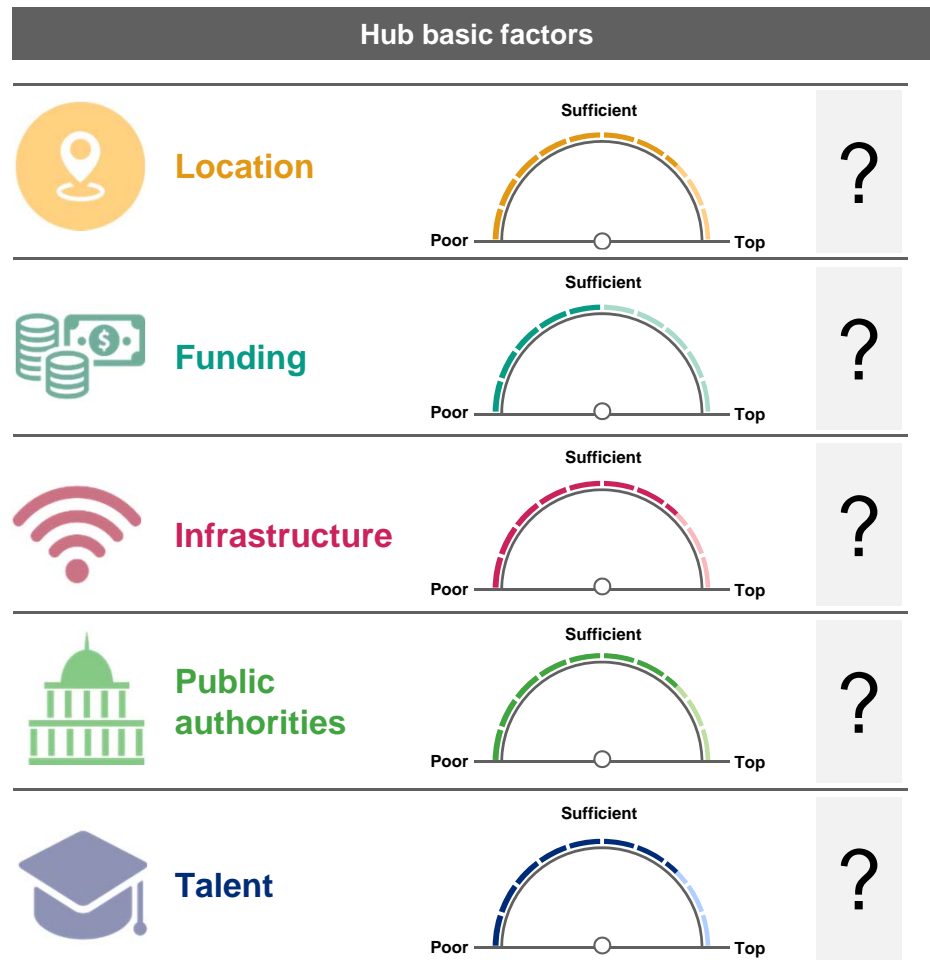 Hub basic factors
Sufficient
Location
?
Poor
Top
Sufficient
Funding
?
Poor
Top
Sufficient
Infrastructure
?
Poor
Top
Sufficient
Public
authorities
?
Poor
Top
Sufficient
Talent
?
Poor
Top